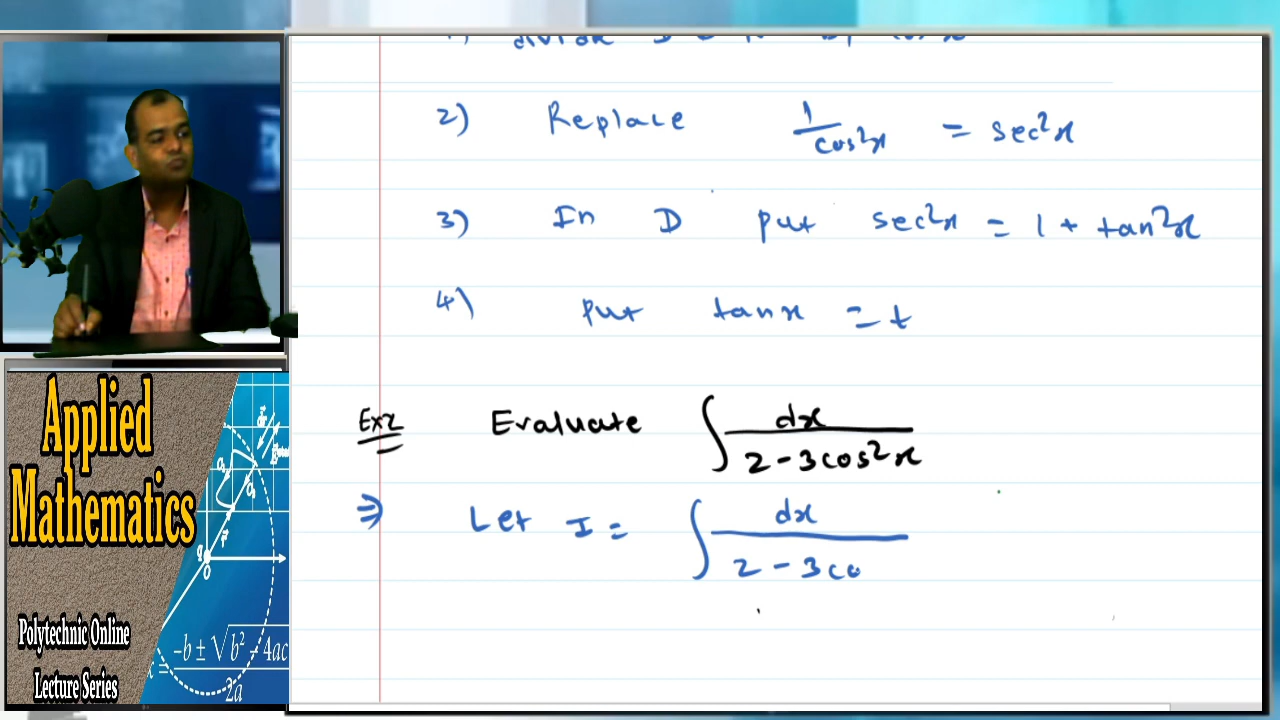 2) Replace 1/cos²x = sec²x
3) In D put sec²x = 1 + tan²x
4) put tanx = t
Ex2 Evaluate ∫ dx / 2 - 3cos²x
⇒ Let I = ∫ dx / 2 - 3co
Applied
Mathematics
Polytechnic Online
Lecture Series
-b ± √b² - 4ac
2a